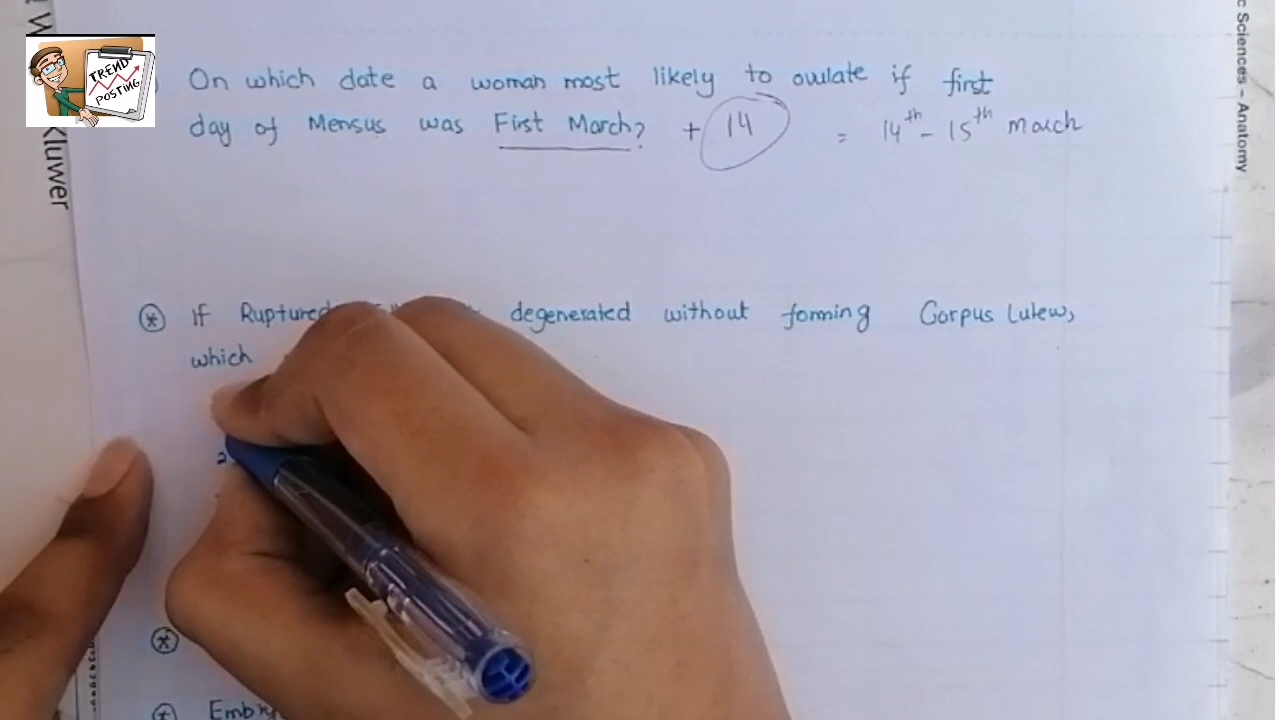 TREND
POSTING
Kluwer
c Sciences – Anatomy
On which date a woman most likely to ovulate if first
day of Mensus was First March? + 14 = 14th - 15th March
If Ruptured degenerated without forming Corpus Luteum,
which
2